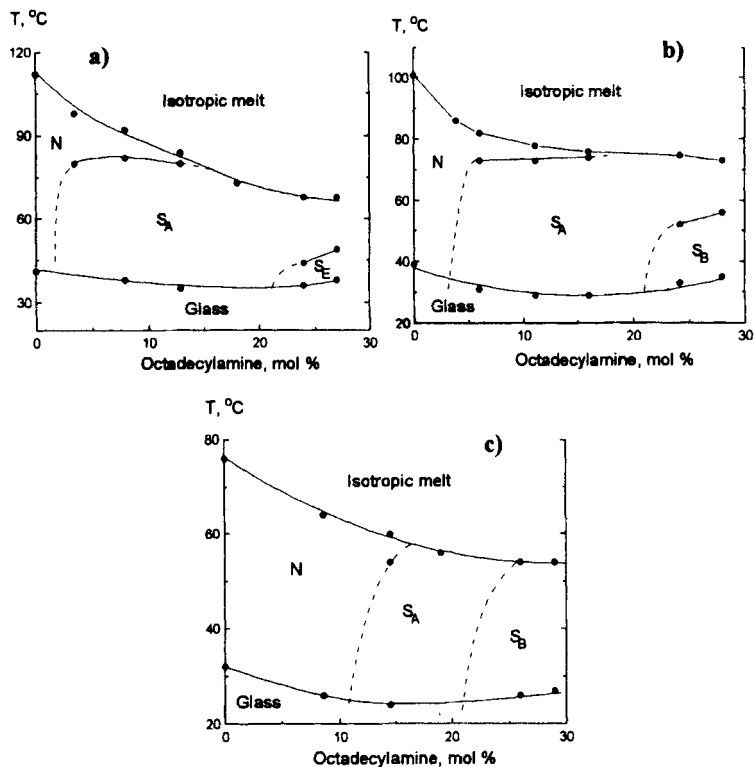 T, °C
a)
120
90
60
30
Isotropic melt
N
S_A
S_E
Glass
0 10 20 30
Octadecylamine, mol %
T, °C
b)
100
80
60
40
20
Isotropic melt
N
S_A
S_B
Glass
0 10 20 30
Octadecylamine, mol %
T, °C
c)
80
60
40
20
Isotropic melt
N
S_A
S_B
Glass
0 10 20 30
Octadecylamine, mol %